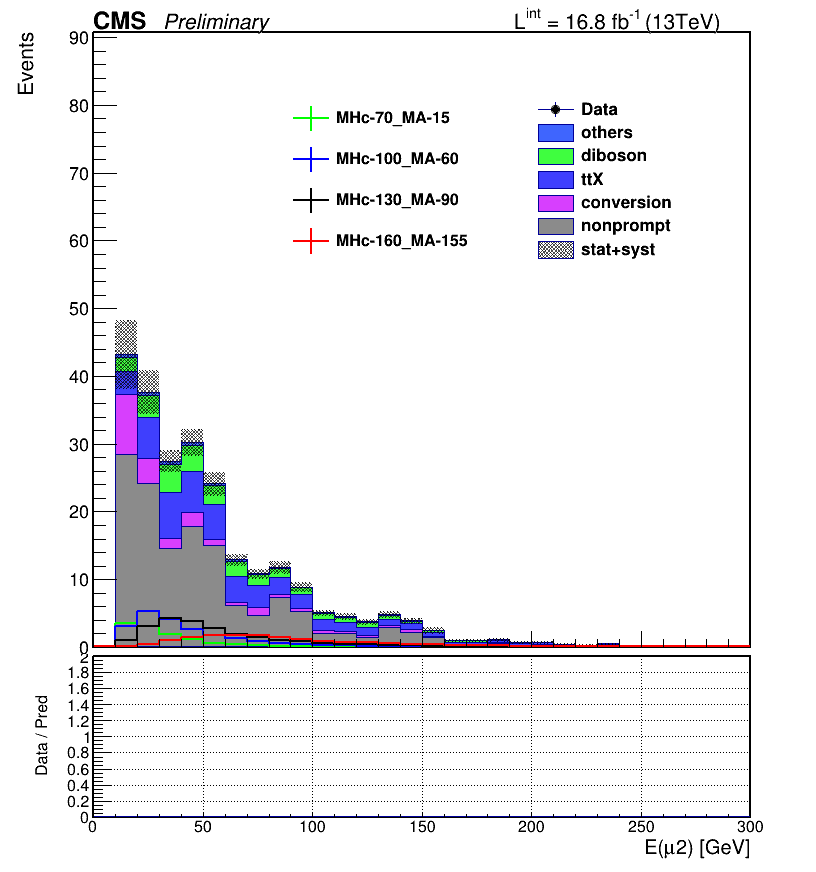 CMS Preliminary L^int = 16.8 fb^-1 (13TeV)
Events
90
80
70
60
50
40
30
20
10
0
MHc-70_MA-15
MHc-100_MA-60
MHc-130_MA-90
MHc-160_MA-155
Data
others
diboson
ttX
conversion
nonprompt
stat+syst
Data / Pred
2
1.8
1.6
1.4
1.2
1
0.8
0.6
0.4
0.2
0
0 50 100 150 200 250 300
E(μ2) [GeV]